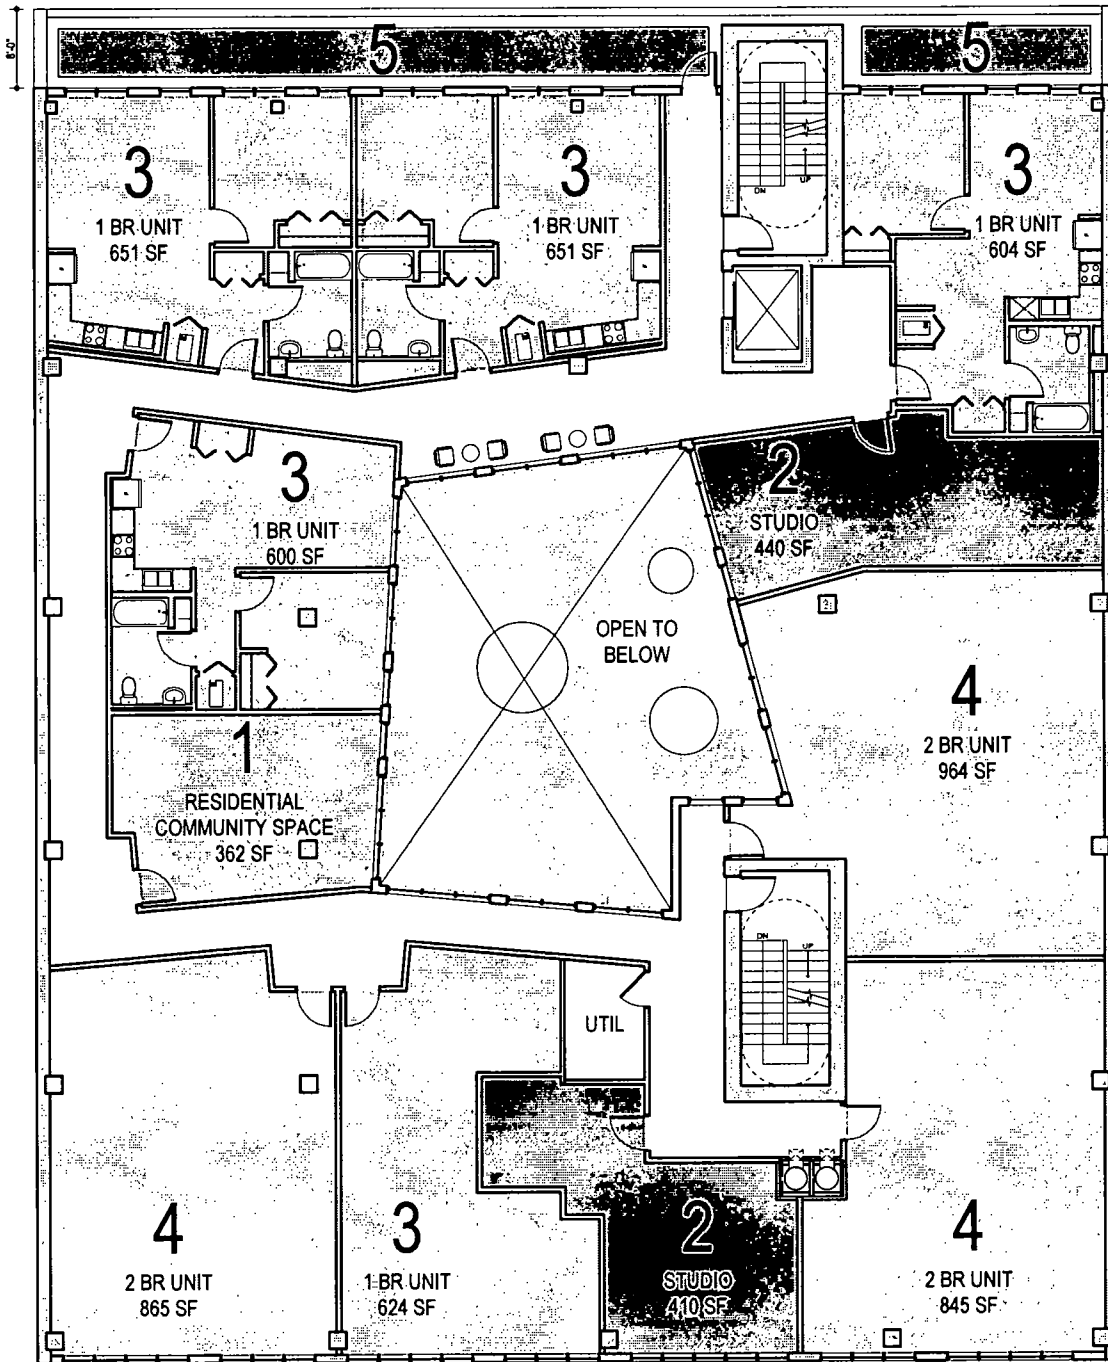 8'-0"
5
5
3
1 BR UNIT
651 SF
3
1 BR UNIT
651 SF
DN
UP
3
1 BR UNIT
604 SF
3
1 BR UNIT
600 SF
2
STUDIO
440 SF
OPEN TO
BELOW
4
2 BR UNIT
964 SF
1
RESIDENTIAL
COMMUNITY SPACE
362 SF
DN
UP
UTIL
4
2 BR UNIT
865 SF
3
1 BR UNIT
624 SF
2
STUDIO
410 SF
4
2 BR UNIT
845 SF